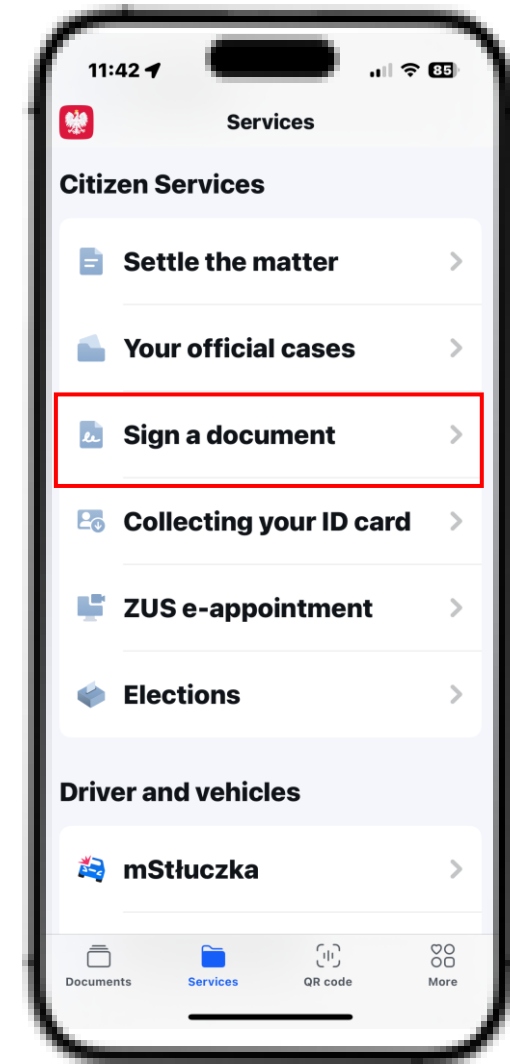 11:42
85
Services
Citizen Services
Settle the matter
Your official cases
Sign a document
Collecting your ID card
ZUS e-appointment
Elections
Driver and vehicles
mStłuczka
Documents Services QR code More